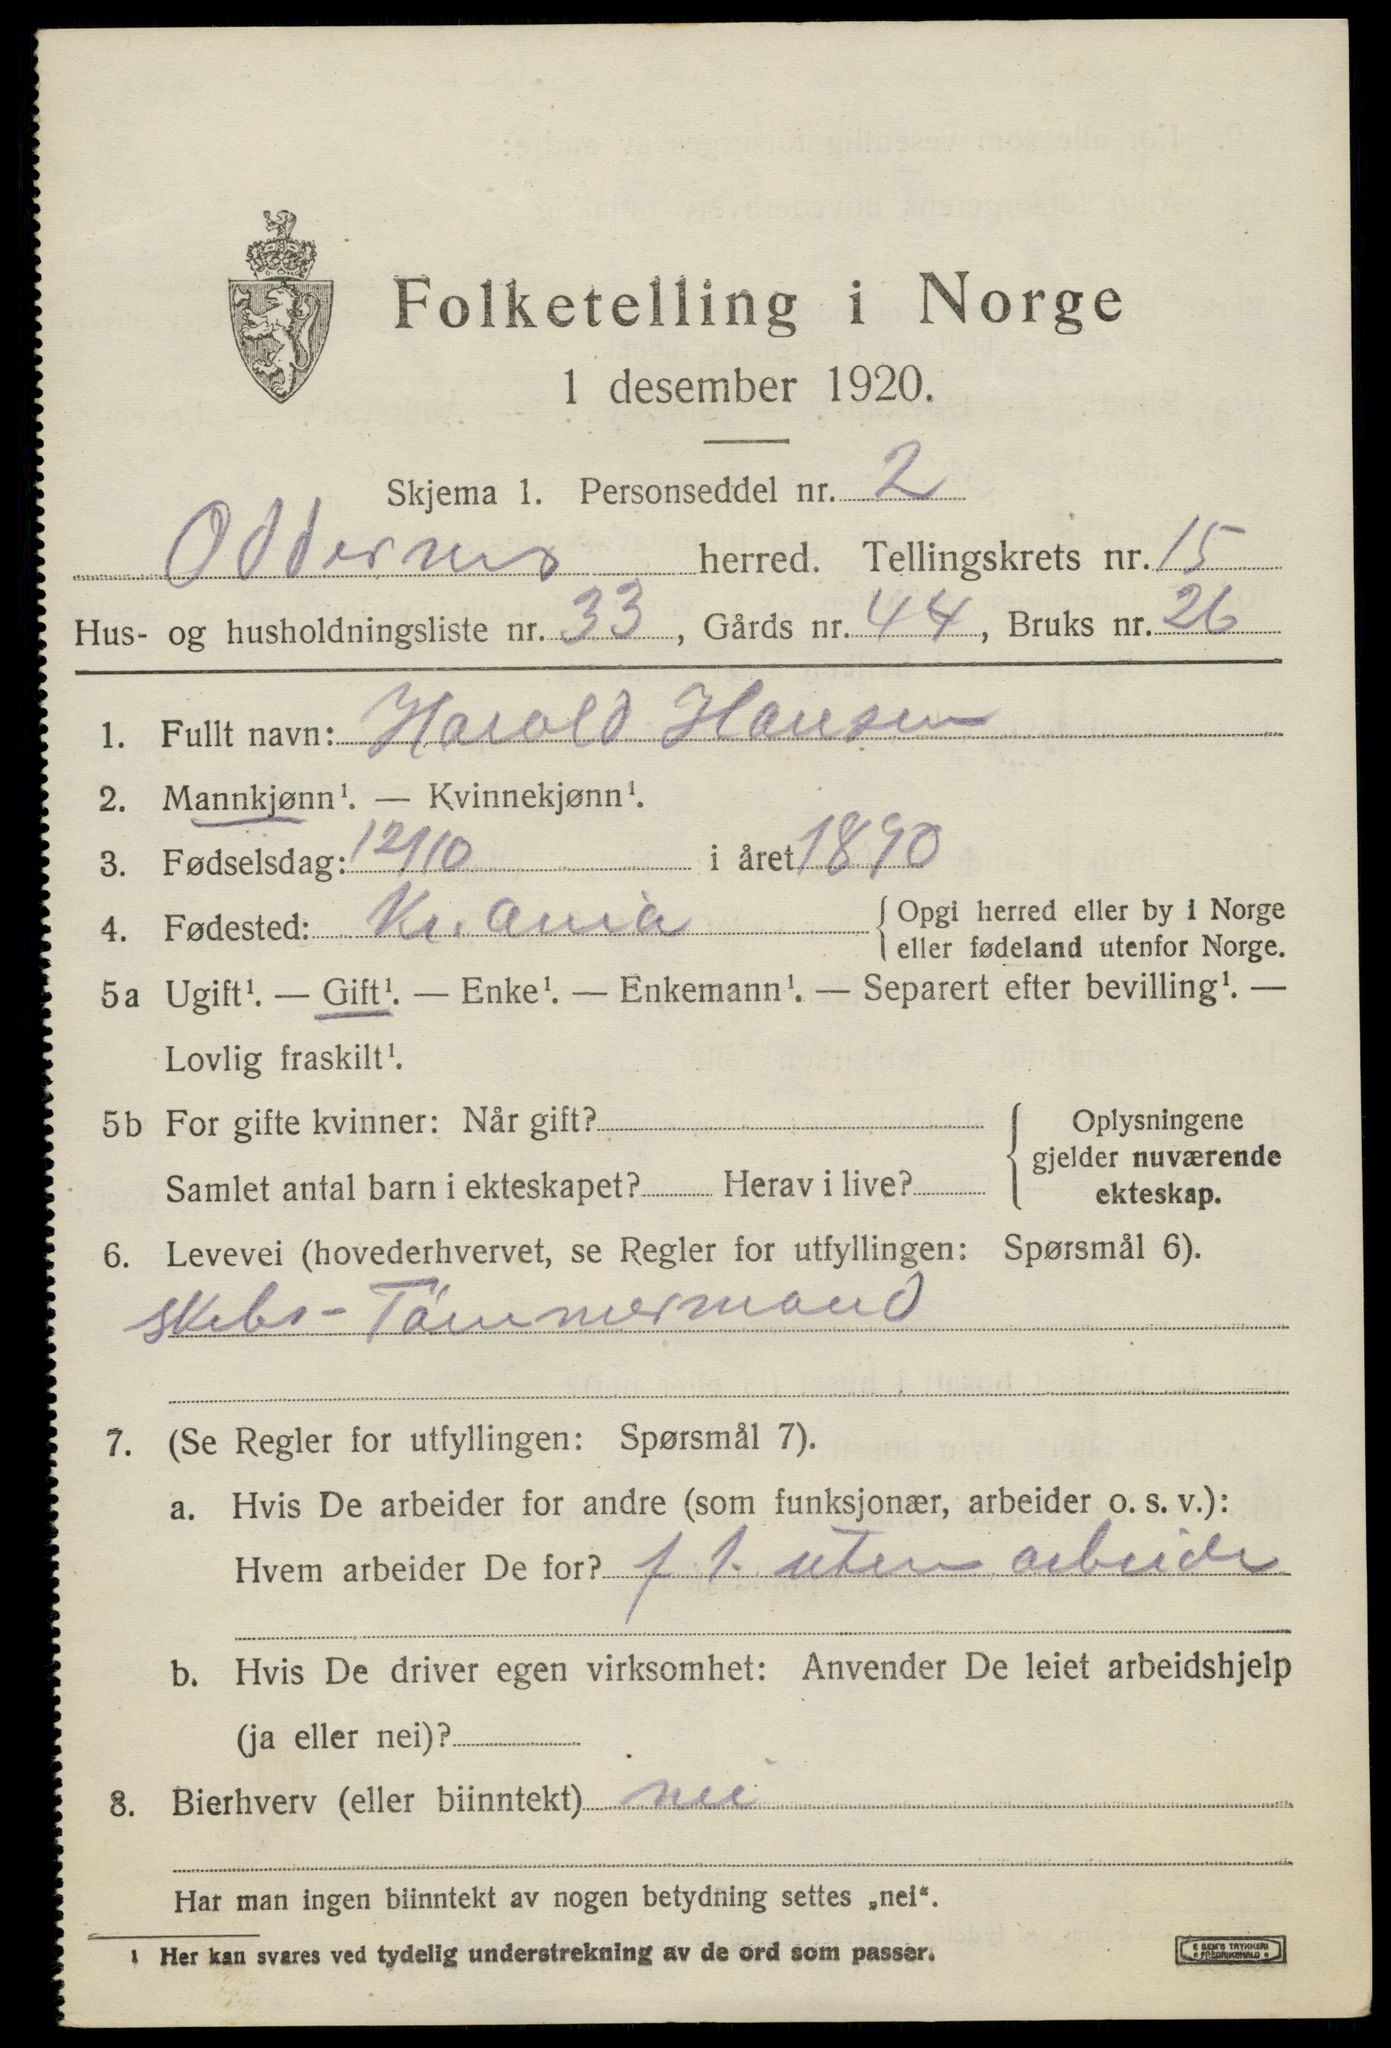 Folketelling i Norge
1 desember 1920.
Skjema 1. Personseddel nr. 2
Oddernes herred. Tellingskrets nr. 15
Hus- og husholdningsliste nr. 33, Gårds nr. 44, Bruks nr. 26
1. Fullt navn: Harald Hansen
2. Mannkjønn¹. — Kvinnekjønn¹.
3. Fødselsdag: 12/10 i året 1890
4. Fødested: Kr.ania { Opgi herred eller by i Norge
eller fødeland utenfor Norge.
5a Ugift¹. — Gift¹. — Enke¹. — Enkemann¹. — Separert efter bevilling¹. —
Lovlig fraskilt¹.
5b For gifte kvinner: Når gift? { Oplysningene
gjelder nuværende
Samlet antal barn i ekteskapet? Herav i live? ekteskap.
6. Levevei (hovederhvervet, se Regler for utfyllingen: Spørsmål 6).
Skibs-Tömmermand
7. (Se Regler for utfyllingen: Spørsmål 7).
a. Hvis De arbeider for andre (som funksjonær, arbeider o. s. v.):
Hvem arbeider De for? f t. uten arbeide
b. Hvis De driver egen virksomhet: Anvender De leiet arbeidshjelp
(ja eller nei)?
8. Bierhverv (eller biinntekt) nei
Har man ingen biinntekt av nogen betydning settes „nei“.
1 Her kan svares ved tydelig understrekning av de ord som passer.
E SEM'S TRYKKERI
FREDRIKSHALD